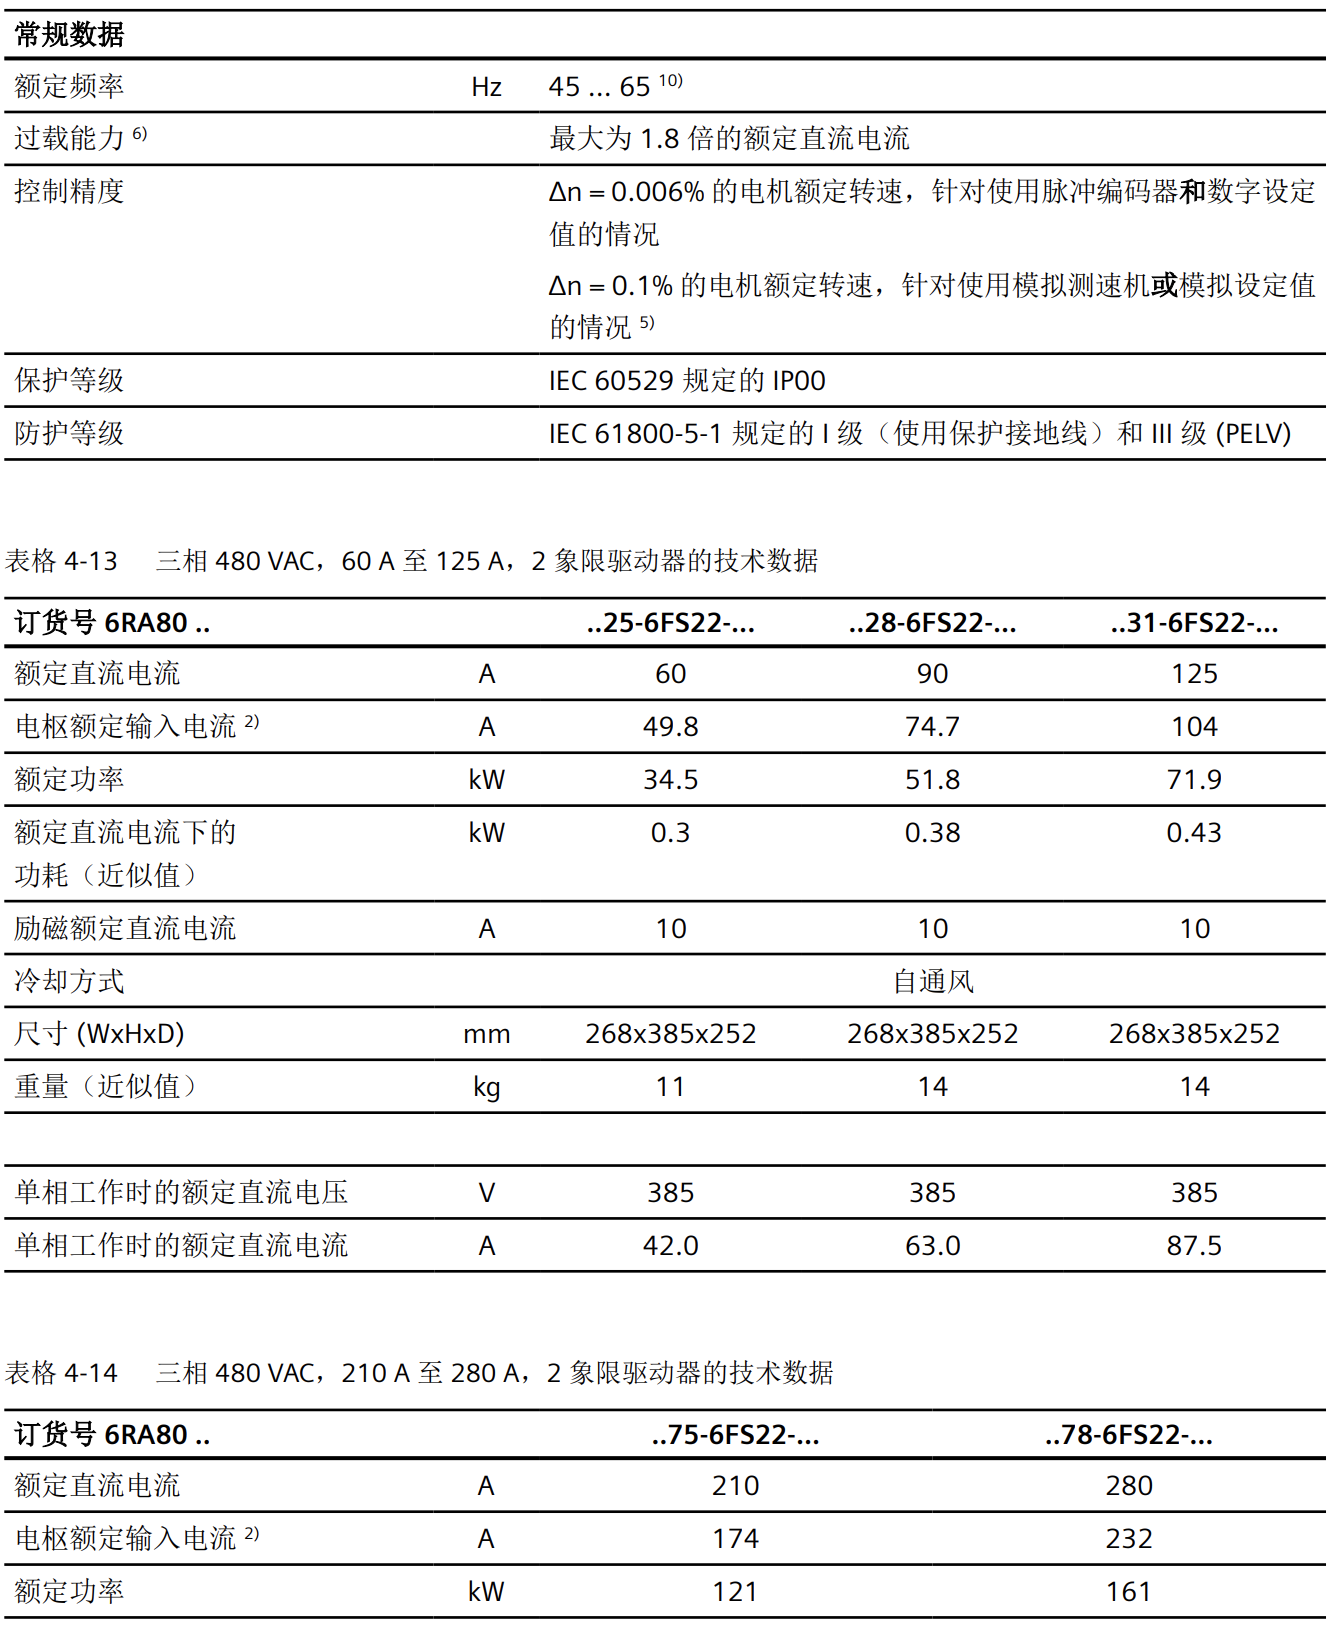 常规数据
额定频率 Hz 45 ... 65 10)
过载能力 6) 最大为 1.8 倍的额定直流电流
控制精度 Δn = 0.006% 的电机额定转速，针对使用脉冲编码器和数字设定
值的情况
Δn = 0.1% 的电机额定转速，针对使用模拟测速机或模拟设定值
的情况 5)
保护等级 IEC 60529 规定的 IP00
防护等级 IEC 61800-5-1 规定的 I 级（使用保护接地线）和 III 级 (PELV)
表格 4-13 三相 480 VAC，60 A 至 125 A，2 象限驱动器的技术数据
订货号 6RA80 .. ..25-6FS22-... ..28-6FS22-... ..31-6FS22-...
额定直流电流 A 60 90 125
电枢额定输入电流 2) A 49.8 74.7 104
额定功率 kW 34.5 51.8 71.9
额定直流电流下的 kW 0.3 0.38 0.43
功耗（近似值）
励磁额定直流电流 A 10 10 10
冷却方式 自通风
尺寸 (WxHxD) mm 268x385x252 268x385x252 268x385x252
重量（近似值） kg 11 14 14
单相工作时的额定直流电压 V 385 385 385
单相工作时的额定直流电流 A 42.0 63.0 87.5
表格 4-14 三相 480 VAC，210 A 至 280 A，2 象限驱动器的技术数据
订货号 6RA80 .. ..75-6FS22-... ..78-6FS22-...
额定直流电流 A 210 280
电枢额定输入电流 2) A 174 232
额定功率 kW 121 161